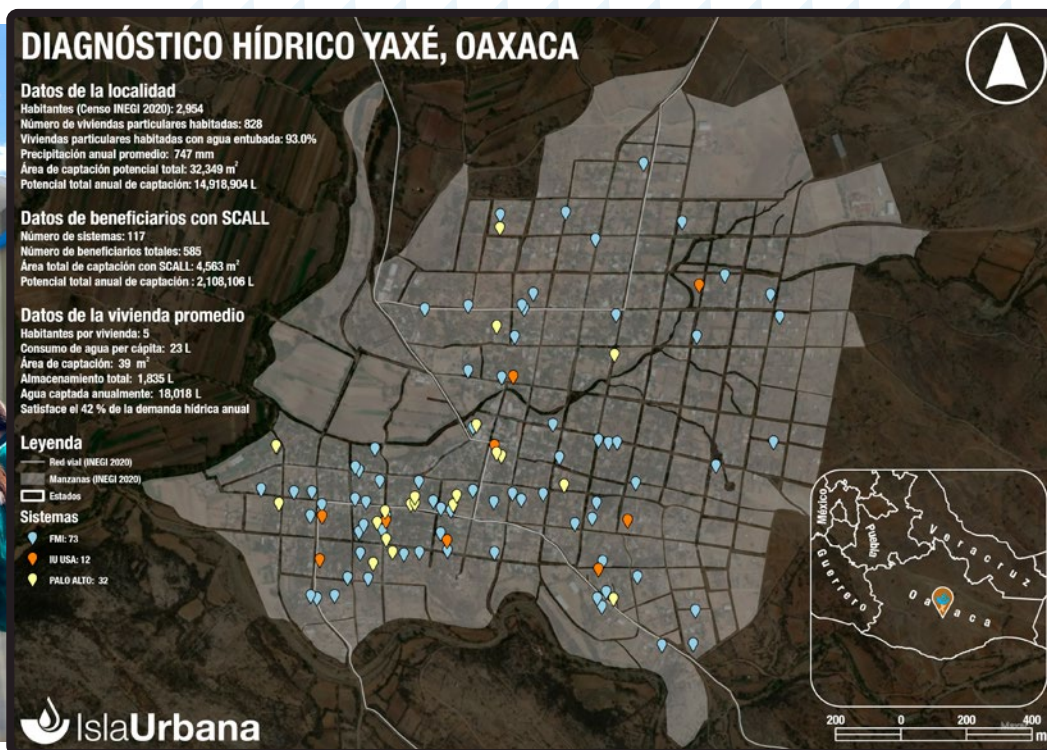 DIAGNÓSTICO HÍDRICO YAXÉ, OAXACA
Datos de la localidad
Habitantes (Censo INEGI 2020): 2,954
Número de viviendas particulares habitadas: 828
Viviendas particulares habitadas con agua entubada: 93.0%
Precipitación anual promedio: 747 mm
Área de captación potencial total: 32,349 m²
Potencial total anual de captación: 14,918,904 L
Datos de beneficiarios con SCALL
Número de sistemas: 117
Número de beneficiarios totales: 585
Área total de captación con SCALL: 4,563 m²
Potencial total anual de captación : 2,108,106 L
Datos de la vivienda promedio
Habitantes por vivienda: 5
Consumo de agua per cápita: 23 L
Área de captación: 39 m²
Almacenamiento total: 1,835 L
Agua captada anualmente: 18,018 L
Satisface el 42 % de la demanda hídrica anual
Leyenda
Red vial (INEGI 2020)
Manzanas (INEGI 2020)
Estados
Sistemas
FMI: 73
IU USA: 12
PALO ALTO: 32
México
Puebla
Veracruz
Guerrero
Oaxaca
IslaUrbana
200 0 200 400
m